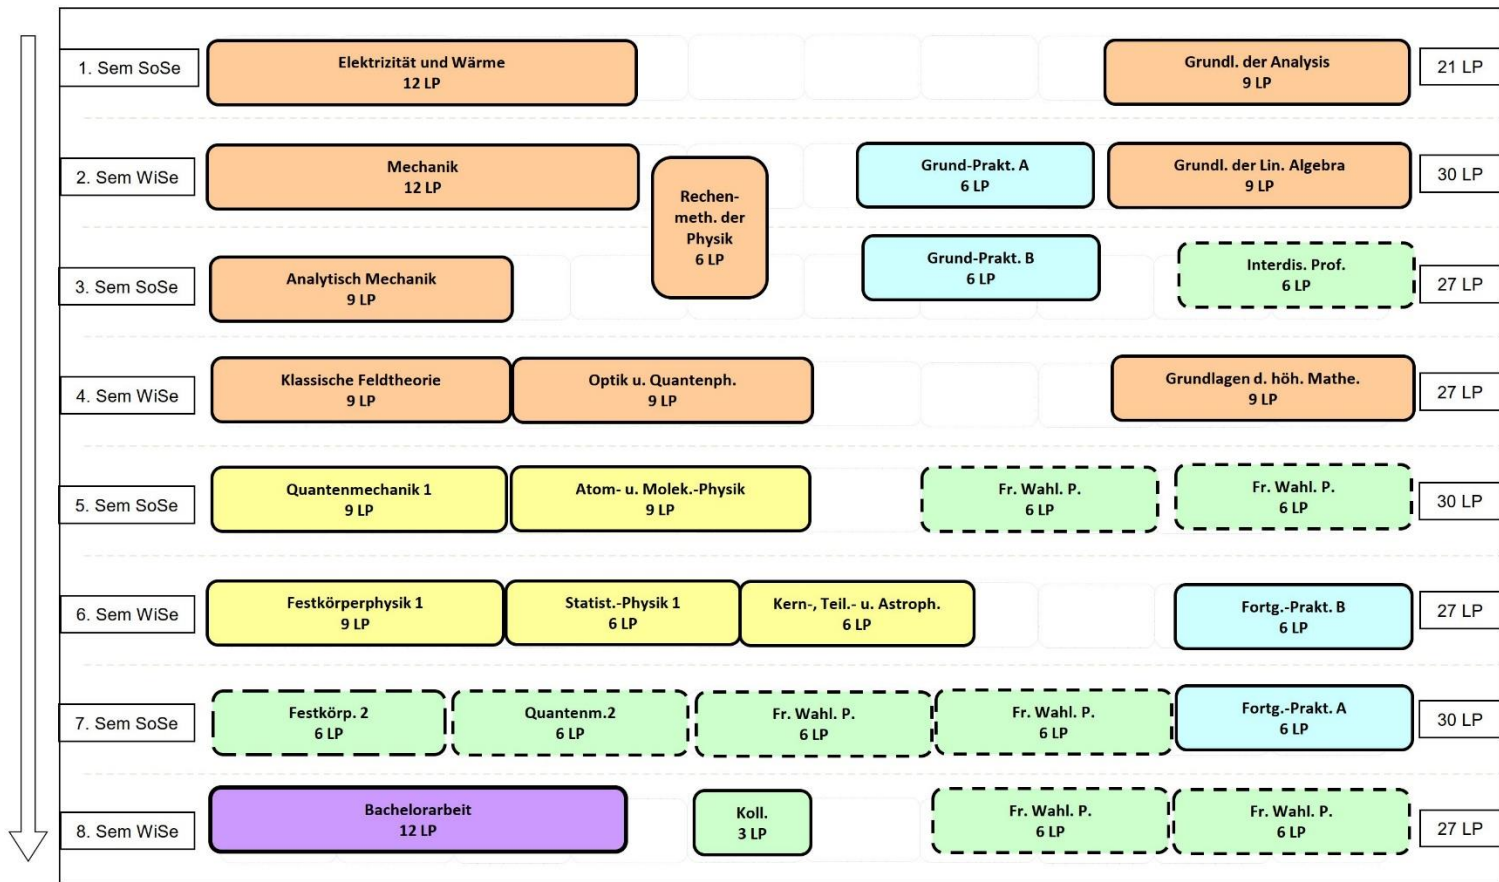 1. Sem SoSe
Elektrizität und Wärme
12 LP
Grundl. der Analysis
9 LP
21 LP
2. Sem WiSe
Mechanik
12 LP
Rechen-
meth. der
Physik
6 LP
Grund-Prakt. A
6 LP
Grundl. der Lin. Algebra
9 LP
30 LP
3. Sem SoSe
Analytisch Mechanik
9 LP
Grund-Prakt. B
6 LP
Interdis. Prof.
6 LP
27 LP
4. Sem WiSe
Klassische Feldtheorie
9 LP
Optik u. Quantenph.
9 LP
Grundlagen d. höh. Mathe.
9 LP
27 LP
5. Sem SoSe
Quantenmechanik 1
9 LP
Atom- u. Molek.-Physik
9 LP
Fr. Wahl. P.
6 LP
Fr. Wahl. P.
6 LP
30 LP
6. Sem WiSe
Festkörperphysik 1
9 LP
Statist.-Physik 1
6 LP
Kern-, Teil.- u. Astroph.
6 LP
Fortg.-Prakt. B
6 LP
27 LP
7. Sem SoSe
Festkörp. 2
6 LP
Quantenm.2
6 LP
Fr. Wahl. P.
6 LP
Fr. Wahl. P.
6 LP
Fortg.-Prakt. A
6 LP
30 LP
8. Sem WiSe
Bachelorarbeit
12 LP
Koll.
3 LP
Fr. Wahl. P.
6 LP
Fr. Wahl. P.
6 LP
27 LP